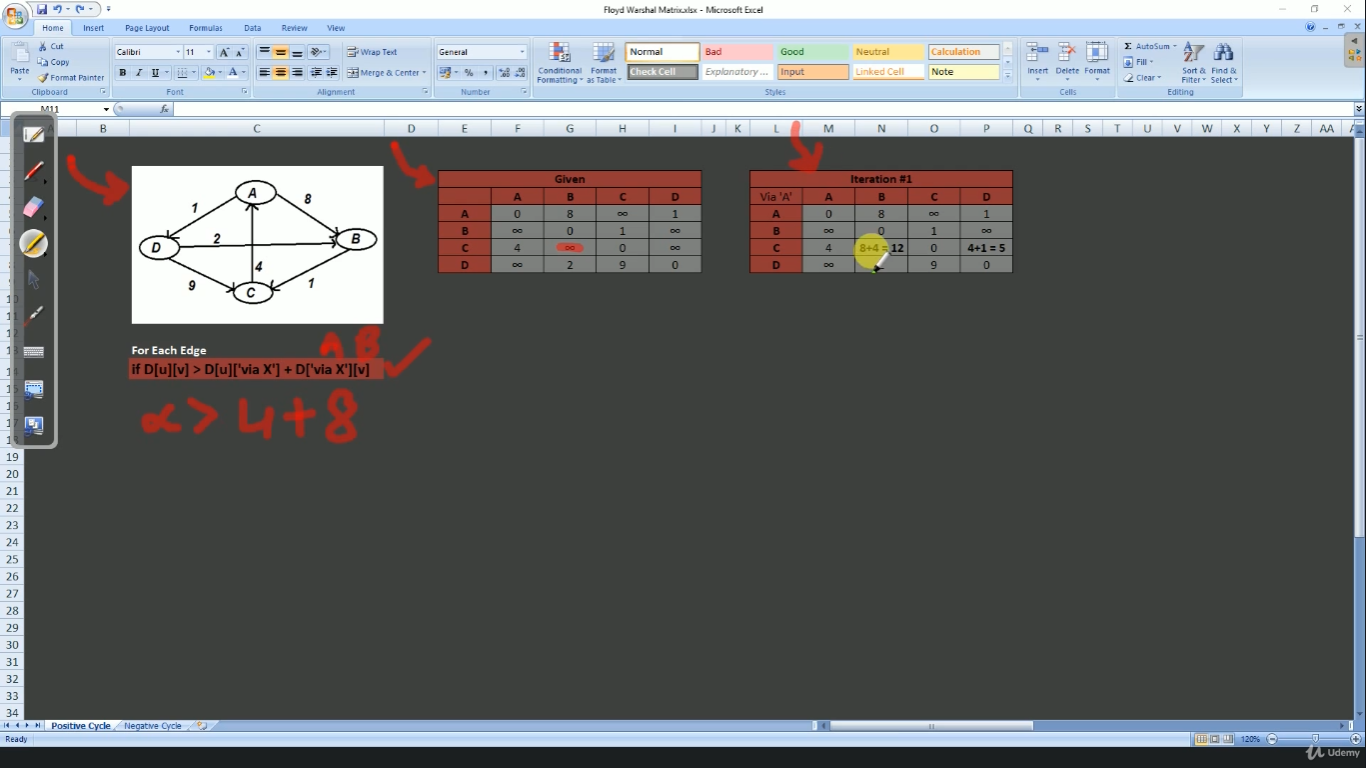 Floyd Warshal Matrix.xlsx - Microsoft Excel
Home Insert Page Layout Formulas Data Review View
Cut
Copy
Format Painter
Paste
Clipboard
Calibri 11
B I U
Font
Wrap Text
Merge & Center
Alignment
General
Number
Conditional Formatting
Format as Table
Normal Bad Good Neutral Calculation
Check Cell Explanatory ... Input Linked Cell Note
Styles
Insert Delete Format
Cells
AutoSum
Fill
Clear
Sort & Filter
Find & Select
Editing
M11
fx
B C D E F G H I J K L M N O P Q R S T U V W X Y Z AA
A
1 8
D 2 B
4
9 C 1
Given
A B C D
A 0 8 ∞ 1
B ∞ 0 1 ∞
C 4 ∞ 0 ∞
D ∞ 2 9 0
Iteration #1
Via 'A' A B C D
A 0 8 ∞ 1
B ∞ 0 1 ∞
C 4 8+4 = 12 0 4+1 = 5
D ∞ 9 0
A B
For Each Edge
if D[u][v] > D[u]['via X'] + D['via X'][v]
∝ > 4 + 8
19
20
21
22
23
24
25
26
27
28
29
30
31
32
33
34
Positive Cycle Negative Cycle
Ready
120%
Udemy